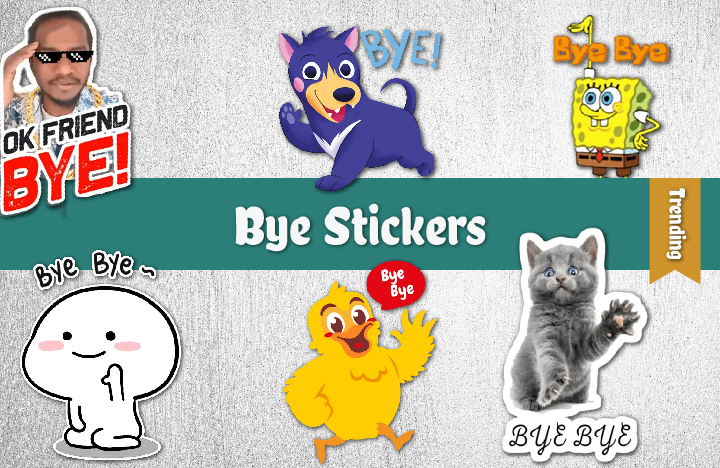 OK FRIEND
BYE!
BYE!
Bye Bye
Bye Stickers
Trending
Bye Bye~
Bye
Bye
BYE BYE